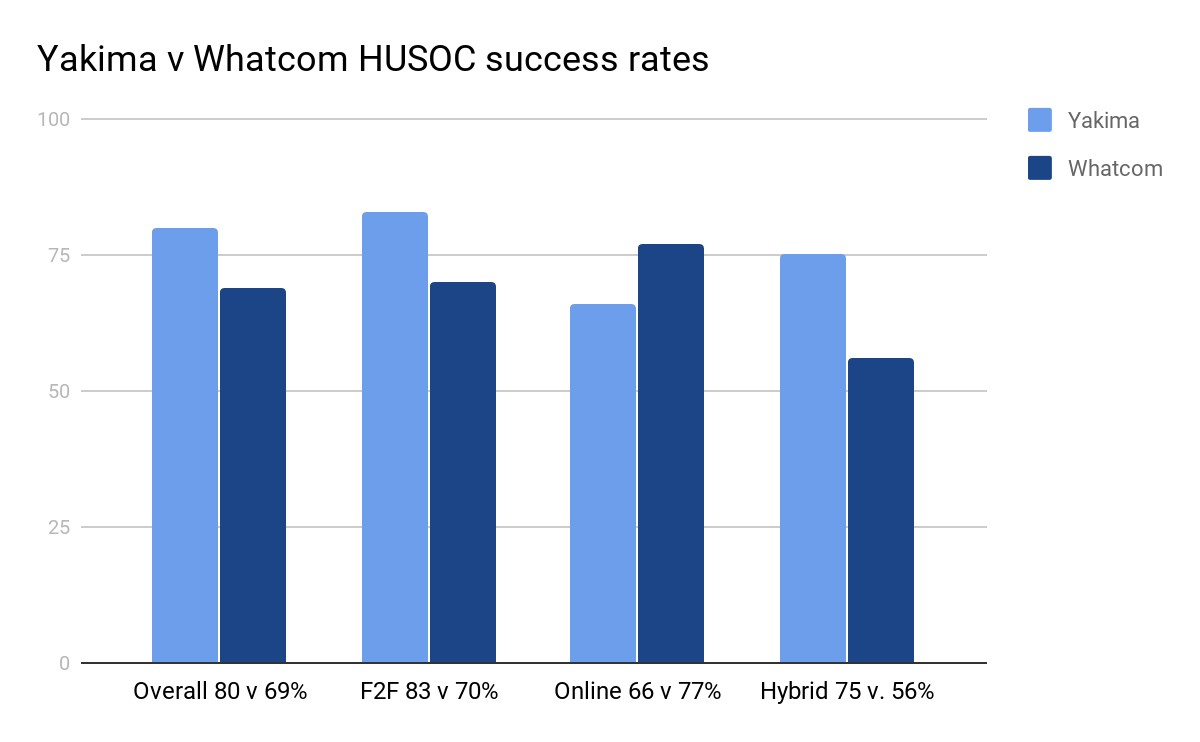 Yakima v Whatcom HUSOC success rates
100
75
50
25
0
Yakima
Whatcom
Overall 80 v 69%
F2F 83 v 70%
Online 66 v 77%
Hybrid 75 v. 56%